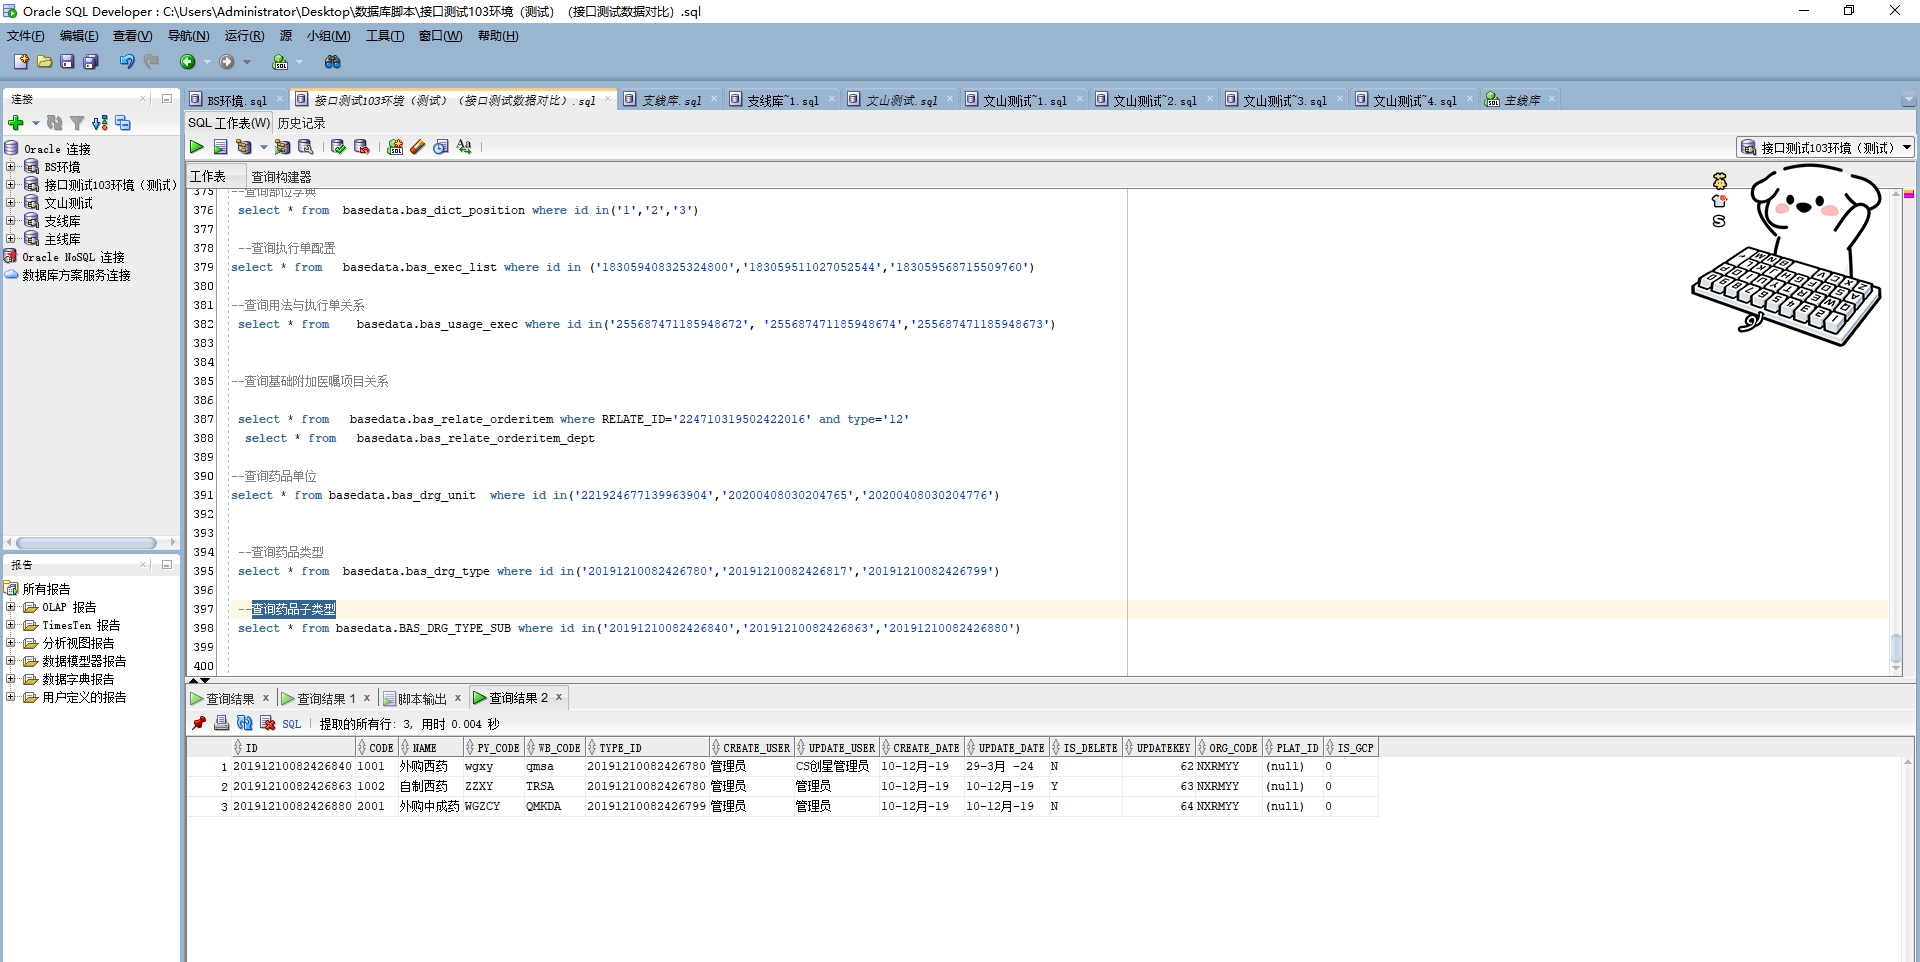 Oracle SQL Developer : C:\Users\Administrator\Desktop\数据库脚本\接口测试103环境（测试）（接口测试数据对比）.sql
文件(F) 编辑(E) 查看(V) 导航(N) 运行(R) 源 小组(M) 工具(T) 窗口(W) 帮助(H)
连接
Oracle 连接
BS环境
接口测试103环境（测试）
文山测试
支线库
主线库
Oracle NoSQL 连接
数据库方案服务连接
报告
所有报告
OLAP 报告
TimesTen 报告
分析视图报告
数据模型器报告
数据字典报告
用户定义的报告
BS环境.sql 接口测试103环境（测试）（接口测试数据对比）.sql 支线库.sql 支线库~1.sql 文山测试.sql 文山测试~1.sql 文山测试~2.sql 文山测试~3.sql 文山测试~4.sql 主线库
SQL 工作表(W) 历史记录
接口测试103环境（测试）
工作表 查询构建器
375 --查询部位字典
376 select * from basedata.bas_dict_position where id in('1','2','3')
377
378 --查询执行单配置
379 select * from basedata.bas_exec_list where id in ('183059408325324800','183059511027052544','183059568715509760')
380
381 --查询用法与执行单关系
382 select * from basedata.bas_usage_exec where id in('255687471185948672', '255687471185948674','255687471185948673')
383
384
385 --查询基础附加医嘱项目关系
386
387 select * from basedata.bas_relate_orderitem where RELATE_ID='224710319502422016' and type='12'
388 select * from basedata.bas_relate_orderitem_dept
389
390 --查询药品单位
391 select * from basedata.bas_drg_unit where id in('221924677139963904','20200408030204765','20200408030204776')
392
393
394 --查询药品类型
395 select * from basedata.bas_drg_type where id in('20191210082426780','20191210082426817','20191210082426799')
396
397 --查询药品子类型
398 select * from basedata.BAS_DRG_TYPE_SUB where id in('20191210082426840','20191210082426863','20191210082426880')
399
400
查询结果 查询结果 1 脚本输出 查询结果 2
SQL 提取的所有行: 3, 用时 0.004 秒
ID CODE NAME PY_CODE WB_CODE TYPE_ID CREATE_USER UPDATE_USER CREATE_DATE UPDATE_DATE IS_DELETE UPDATEKEY ORG_CODE PLAT_ID IS_GCP
1 20191210082426840 1001 外购西药 wgxy qmsa 20191210082426780 管理员 CS创星管理员 10-12月-19 29-3月 -24 N 62 NXRMYY (null) 0
2 20191210082426863 1002 自制西药 ZZXY TRSA 20191210082426780 管理员 管理员 10-12月-19 10-12月-19 Y 63 NXRMYY (null) 0
3 20191210082426880 2001 外购中成药 WGZCY QMKDA 20191210082426799 管理员 管理员 10-12月-19 10-12月-19 N 64 NXRMYY (null) 0